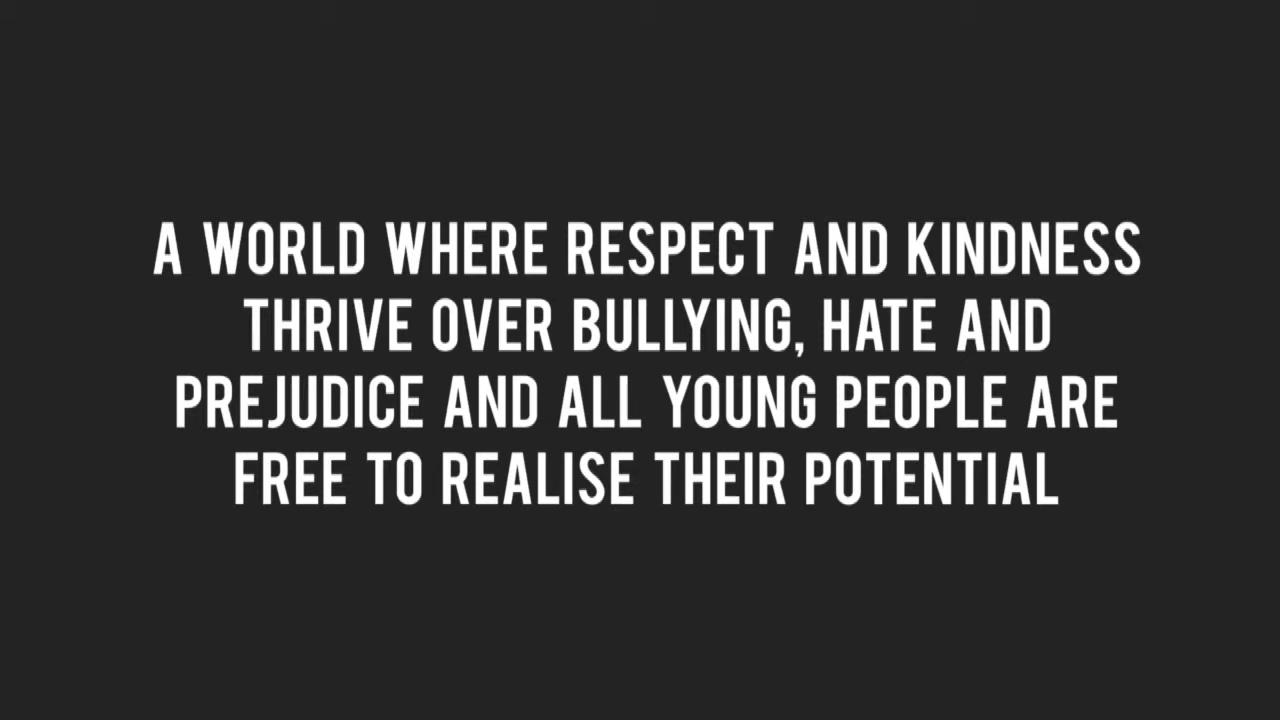 A WORLD WHERE RESPECT AND KINDNESS
THRIVE OVER BULLYING, HATE AND
PREJUDICE AND ALL YOUNG PEOPLE ARE
FREE TO REALISE THEIR POTENTIAL